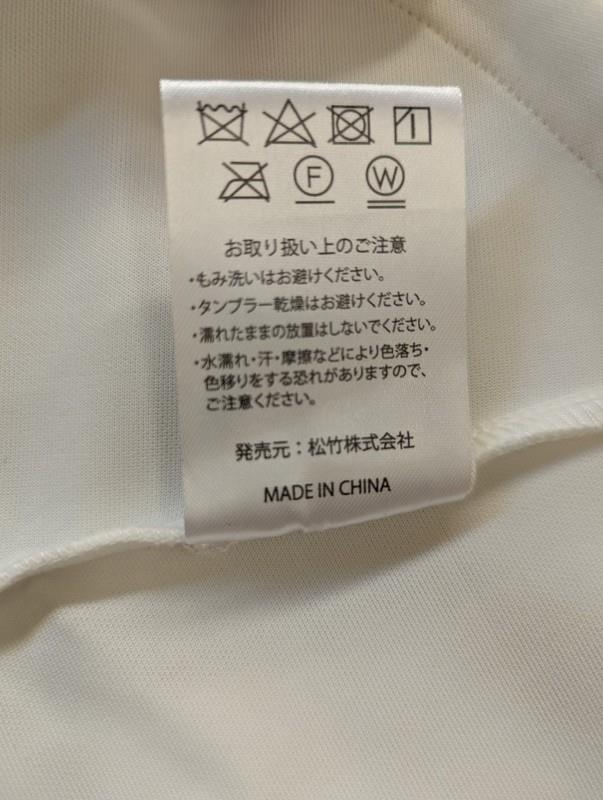 F W
お取り扱い上のご注意
・もみ洗いはお避けください。
・タンブラー乾燥はお避けください。
・濡れたままの放置はしないでください。
・水濡れ・汗・摩擦などにより色落ち・
色移りをする恐れがありますので、
ご注意ください。
発売元：松竹株式会社
MADE IN CHINA